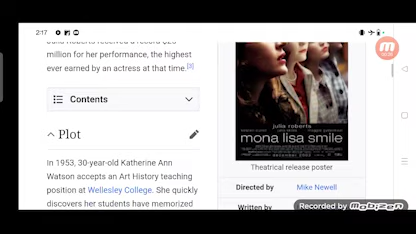 2:17
Julia Roberts received a record $25
million for her performance, the highest
ever earned by an actress at that time.[3]
Contents
Plot
In 1953, 30-year-old Katherine Ann
Watson accepts an Art History teaching
position at Wellesley College. She quickly
discovers her students have memorized
julia roberts
mona lisa smile
Theatrical release poster
Directed by Mike Newell
Written by
Recorded by mobizen